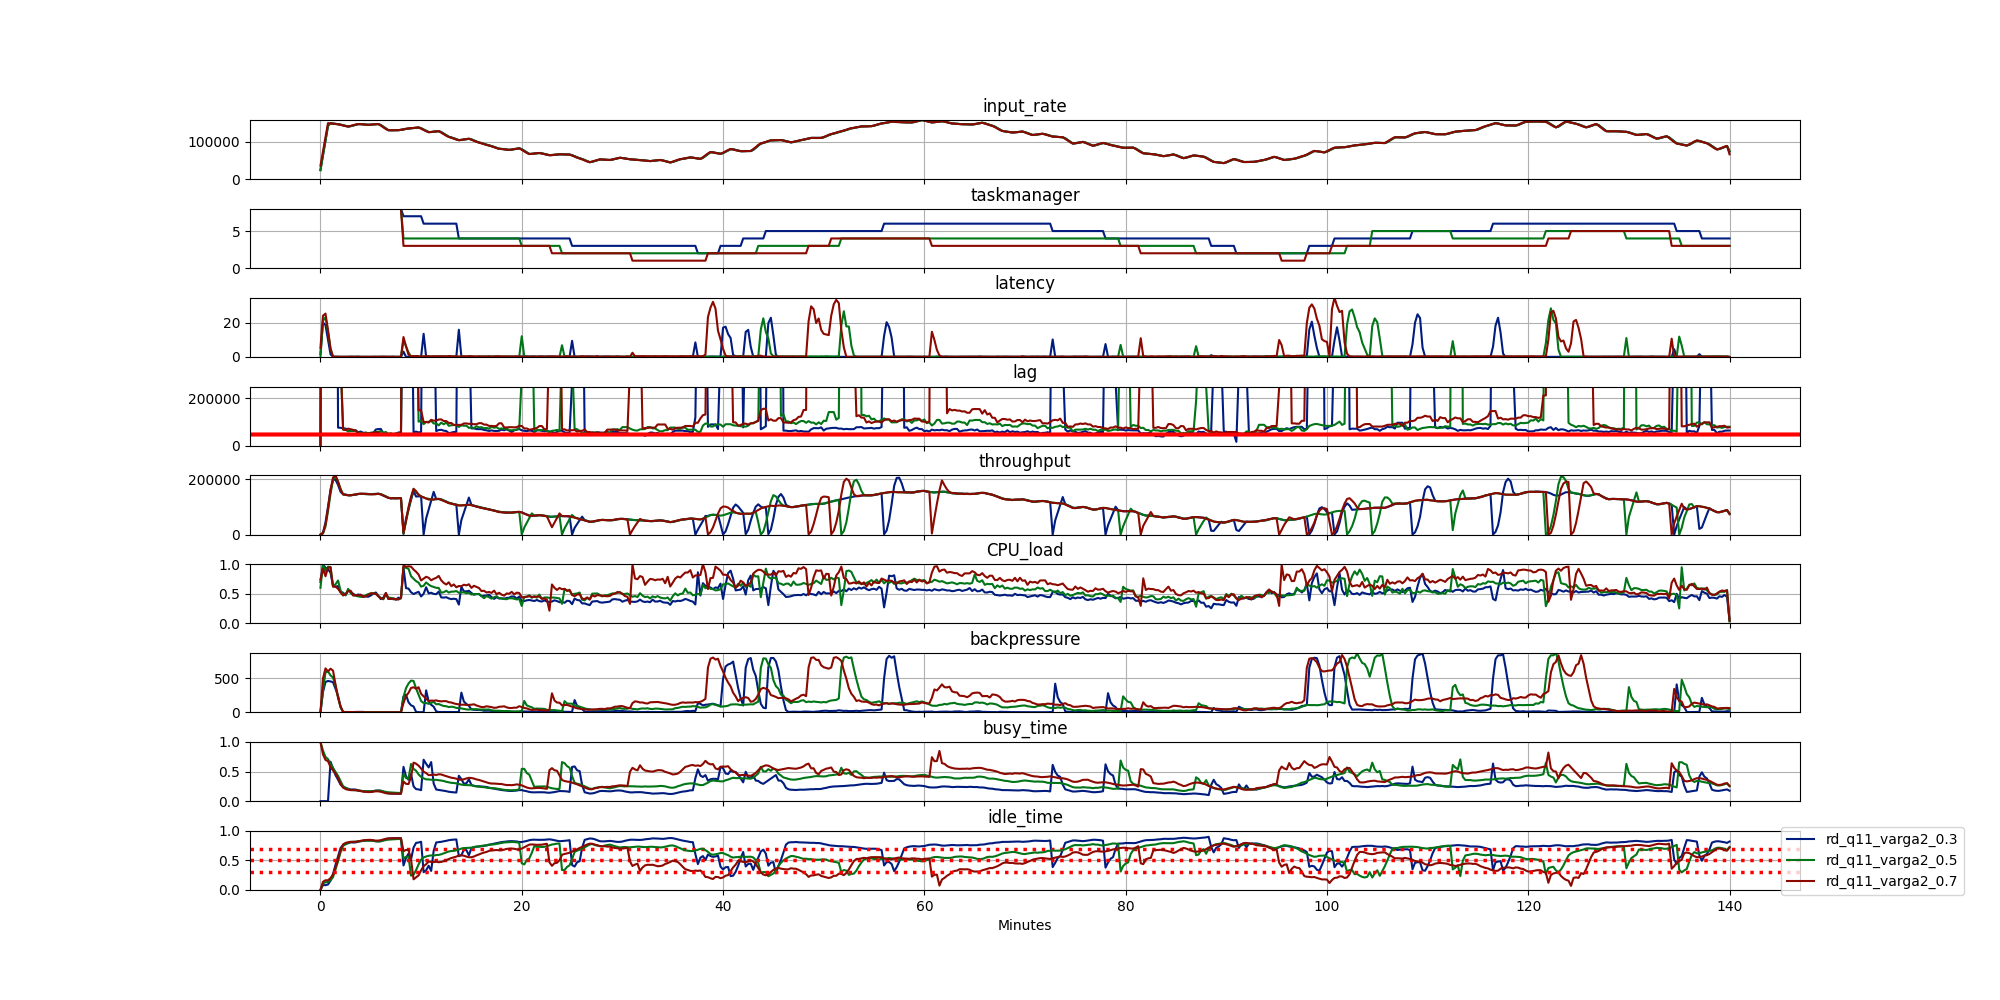 input_rate
100000
0
taskmanager
5
0
latency
20
0
lag
200000
0
throughput
200000
0
CPU_load
1.0
0.5
0.0
backpressure
500
0
busy_time
1.0
0.5
0.0
idle_time
1.0
0.5
0.0
rd_q11_varga2_0.3
rd_q11_varga2_0.5
rd_q11_varga2_0.7
0 20 40 60 80 100 120 140
Minutes